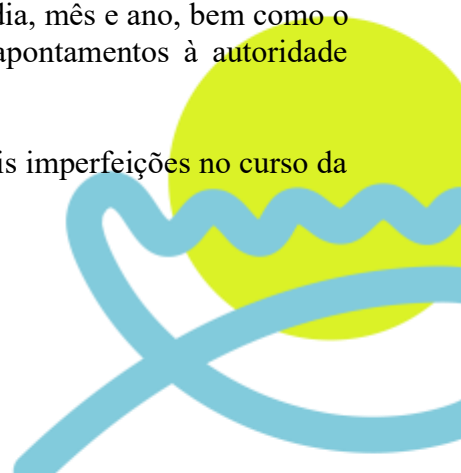 dia, mês e ano, bem como o
apontamentos à autoridade
is imperfeições no curso da